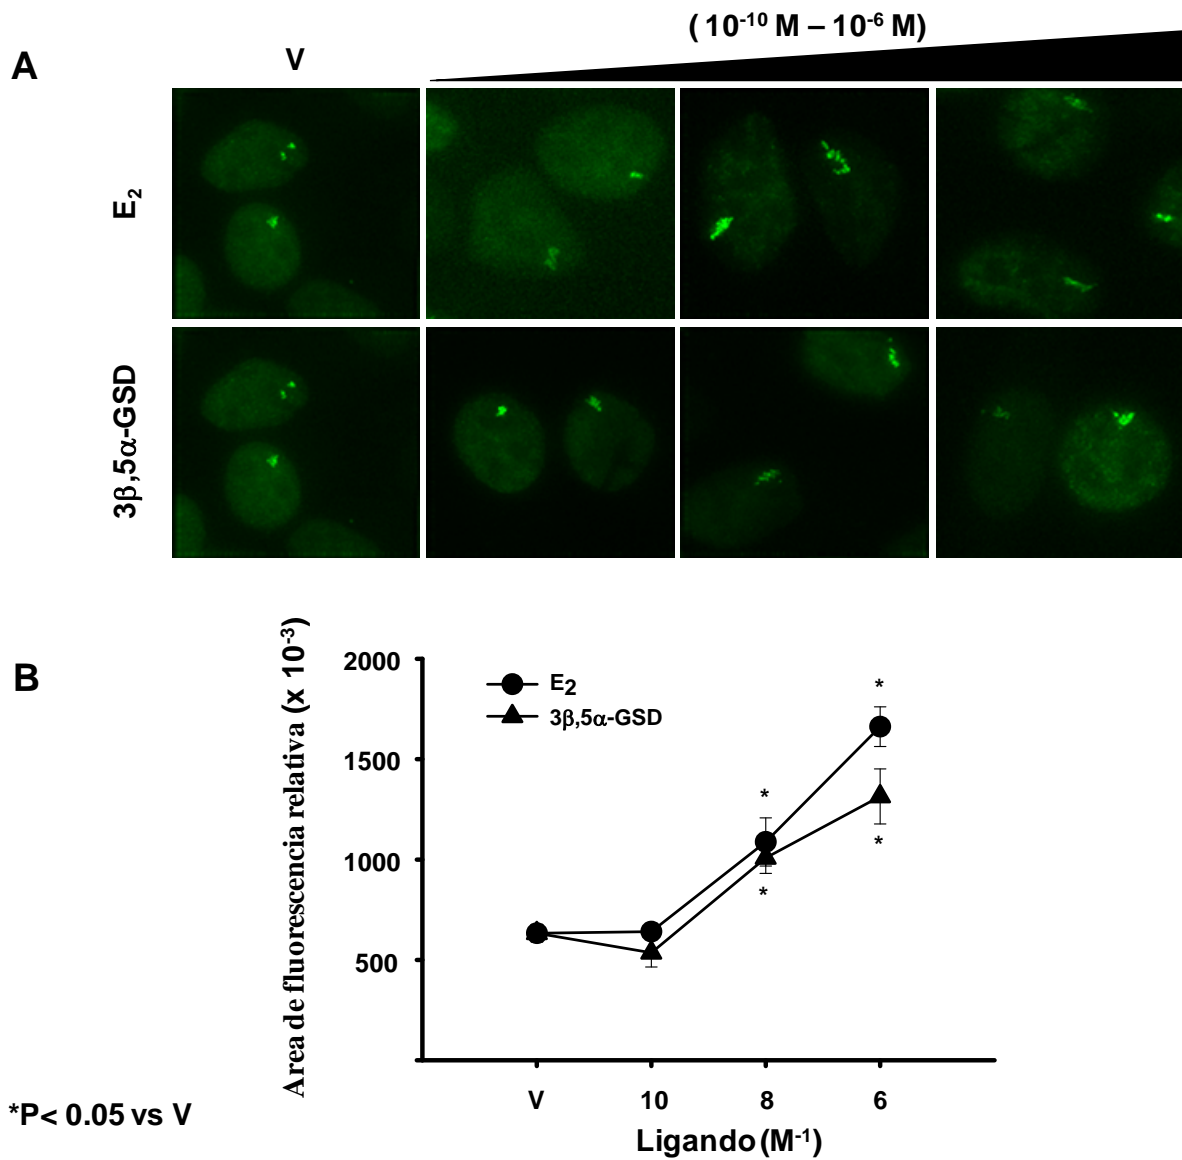 (10⁻¹⁰ M – 10⁻⁶ M)
A
V
E₂
3β,5α-GSD
B
Area de fluorescencia relativa (x 10⁻³)
2000
1500
1000
500
E₂
3β,5α-GSD
*
*
*
*
V 10 8 6
Ligando (M⁻¹)
*P< 0.05 vs V